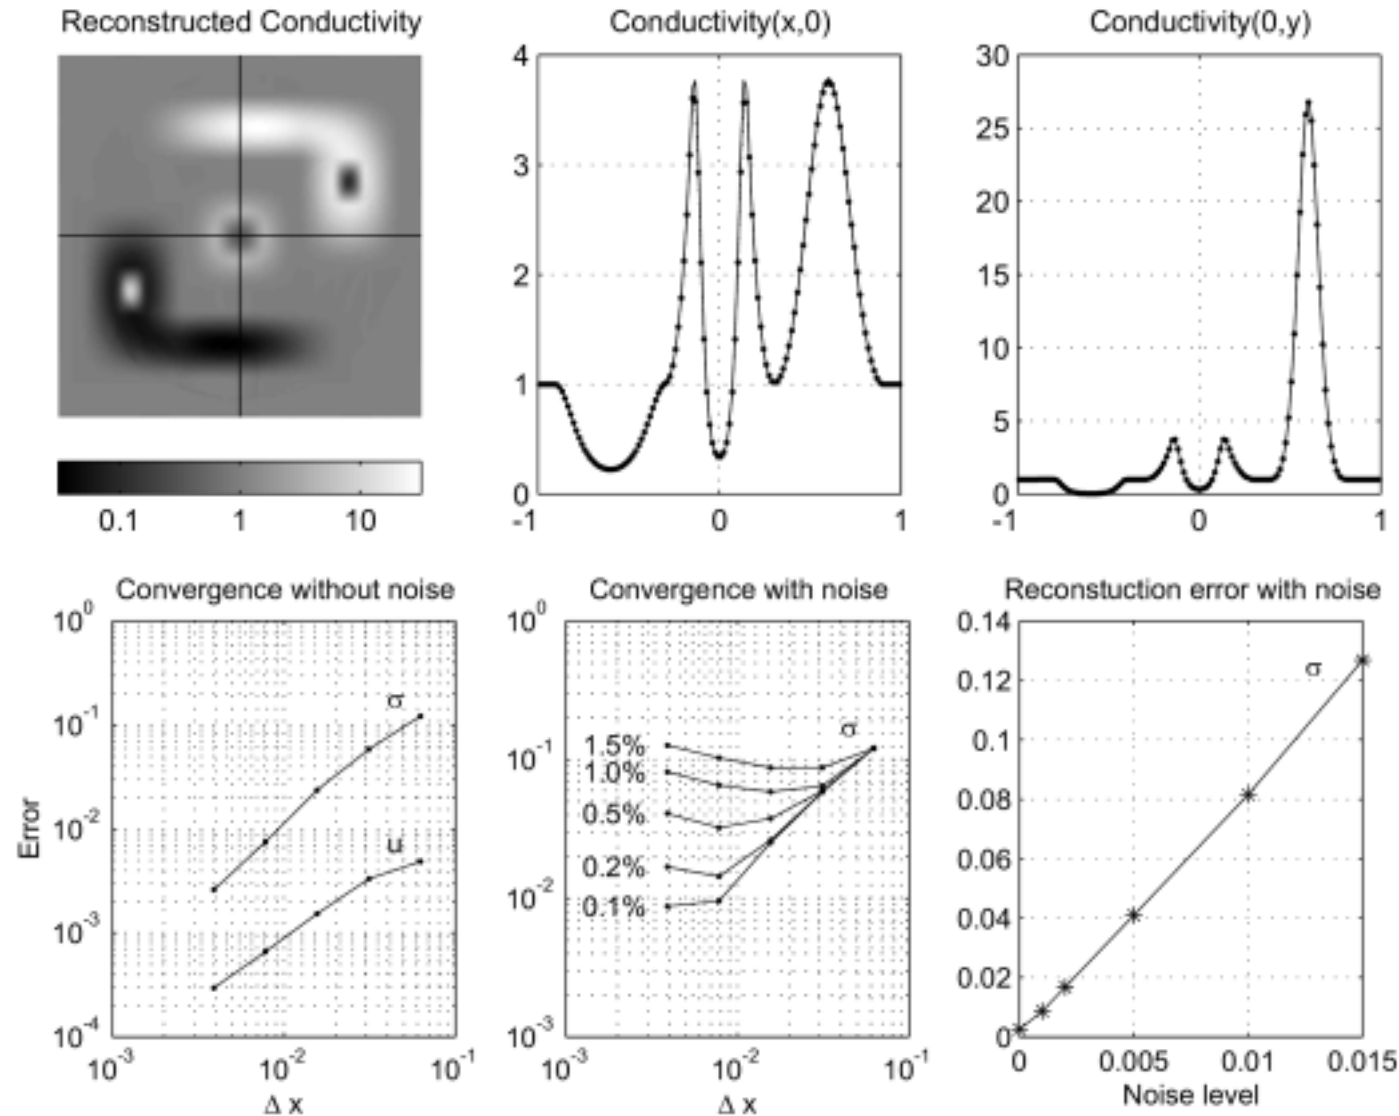 Reconstructed Conductivity
0.1 1 10
Conductivity(x,0)
4
3
2
1
0
-1 0 1
Conductivity(0,y)
30
25
20
15
10
5
0
-1 0 1
Convergence without noise
10^0
10^-1
10^-2
10^-3
10^-4
Error
σ
u
10^-3 10^-2 10^-1
Δ x
Convergence with noise
10^0
10^-1
10^-2
10^-3
σ
1.5%
1.0%
0.5%
0.2%
0.1%
10^-3 10^-2 10^-1
Δ x
Reconstuction error with noise
0.14
0.12
0.1
0.08
0.06
0.04
0.02
0
σ
0 0.005 0.01 0.015
Noise level